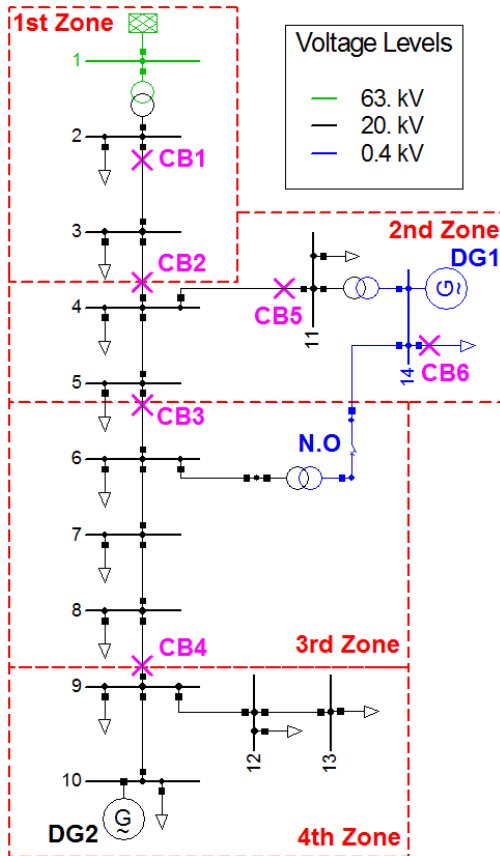 1st Zone
Voltage Levels
63. kV
20. kV
0.4 kV
1
2
CB1
3
CB2
2nd Zone
DG1
G
~
4
CB5
11
14
CB6
5
CB3
N.O
6
7
8
CB4
3rd Zone
9
12
13
10
G
~
DG2
4th Zone